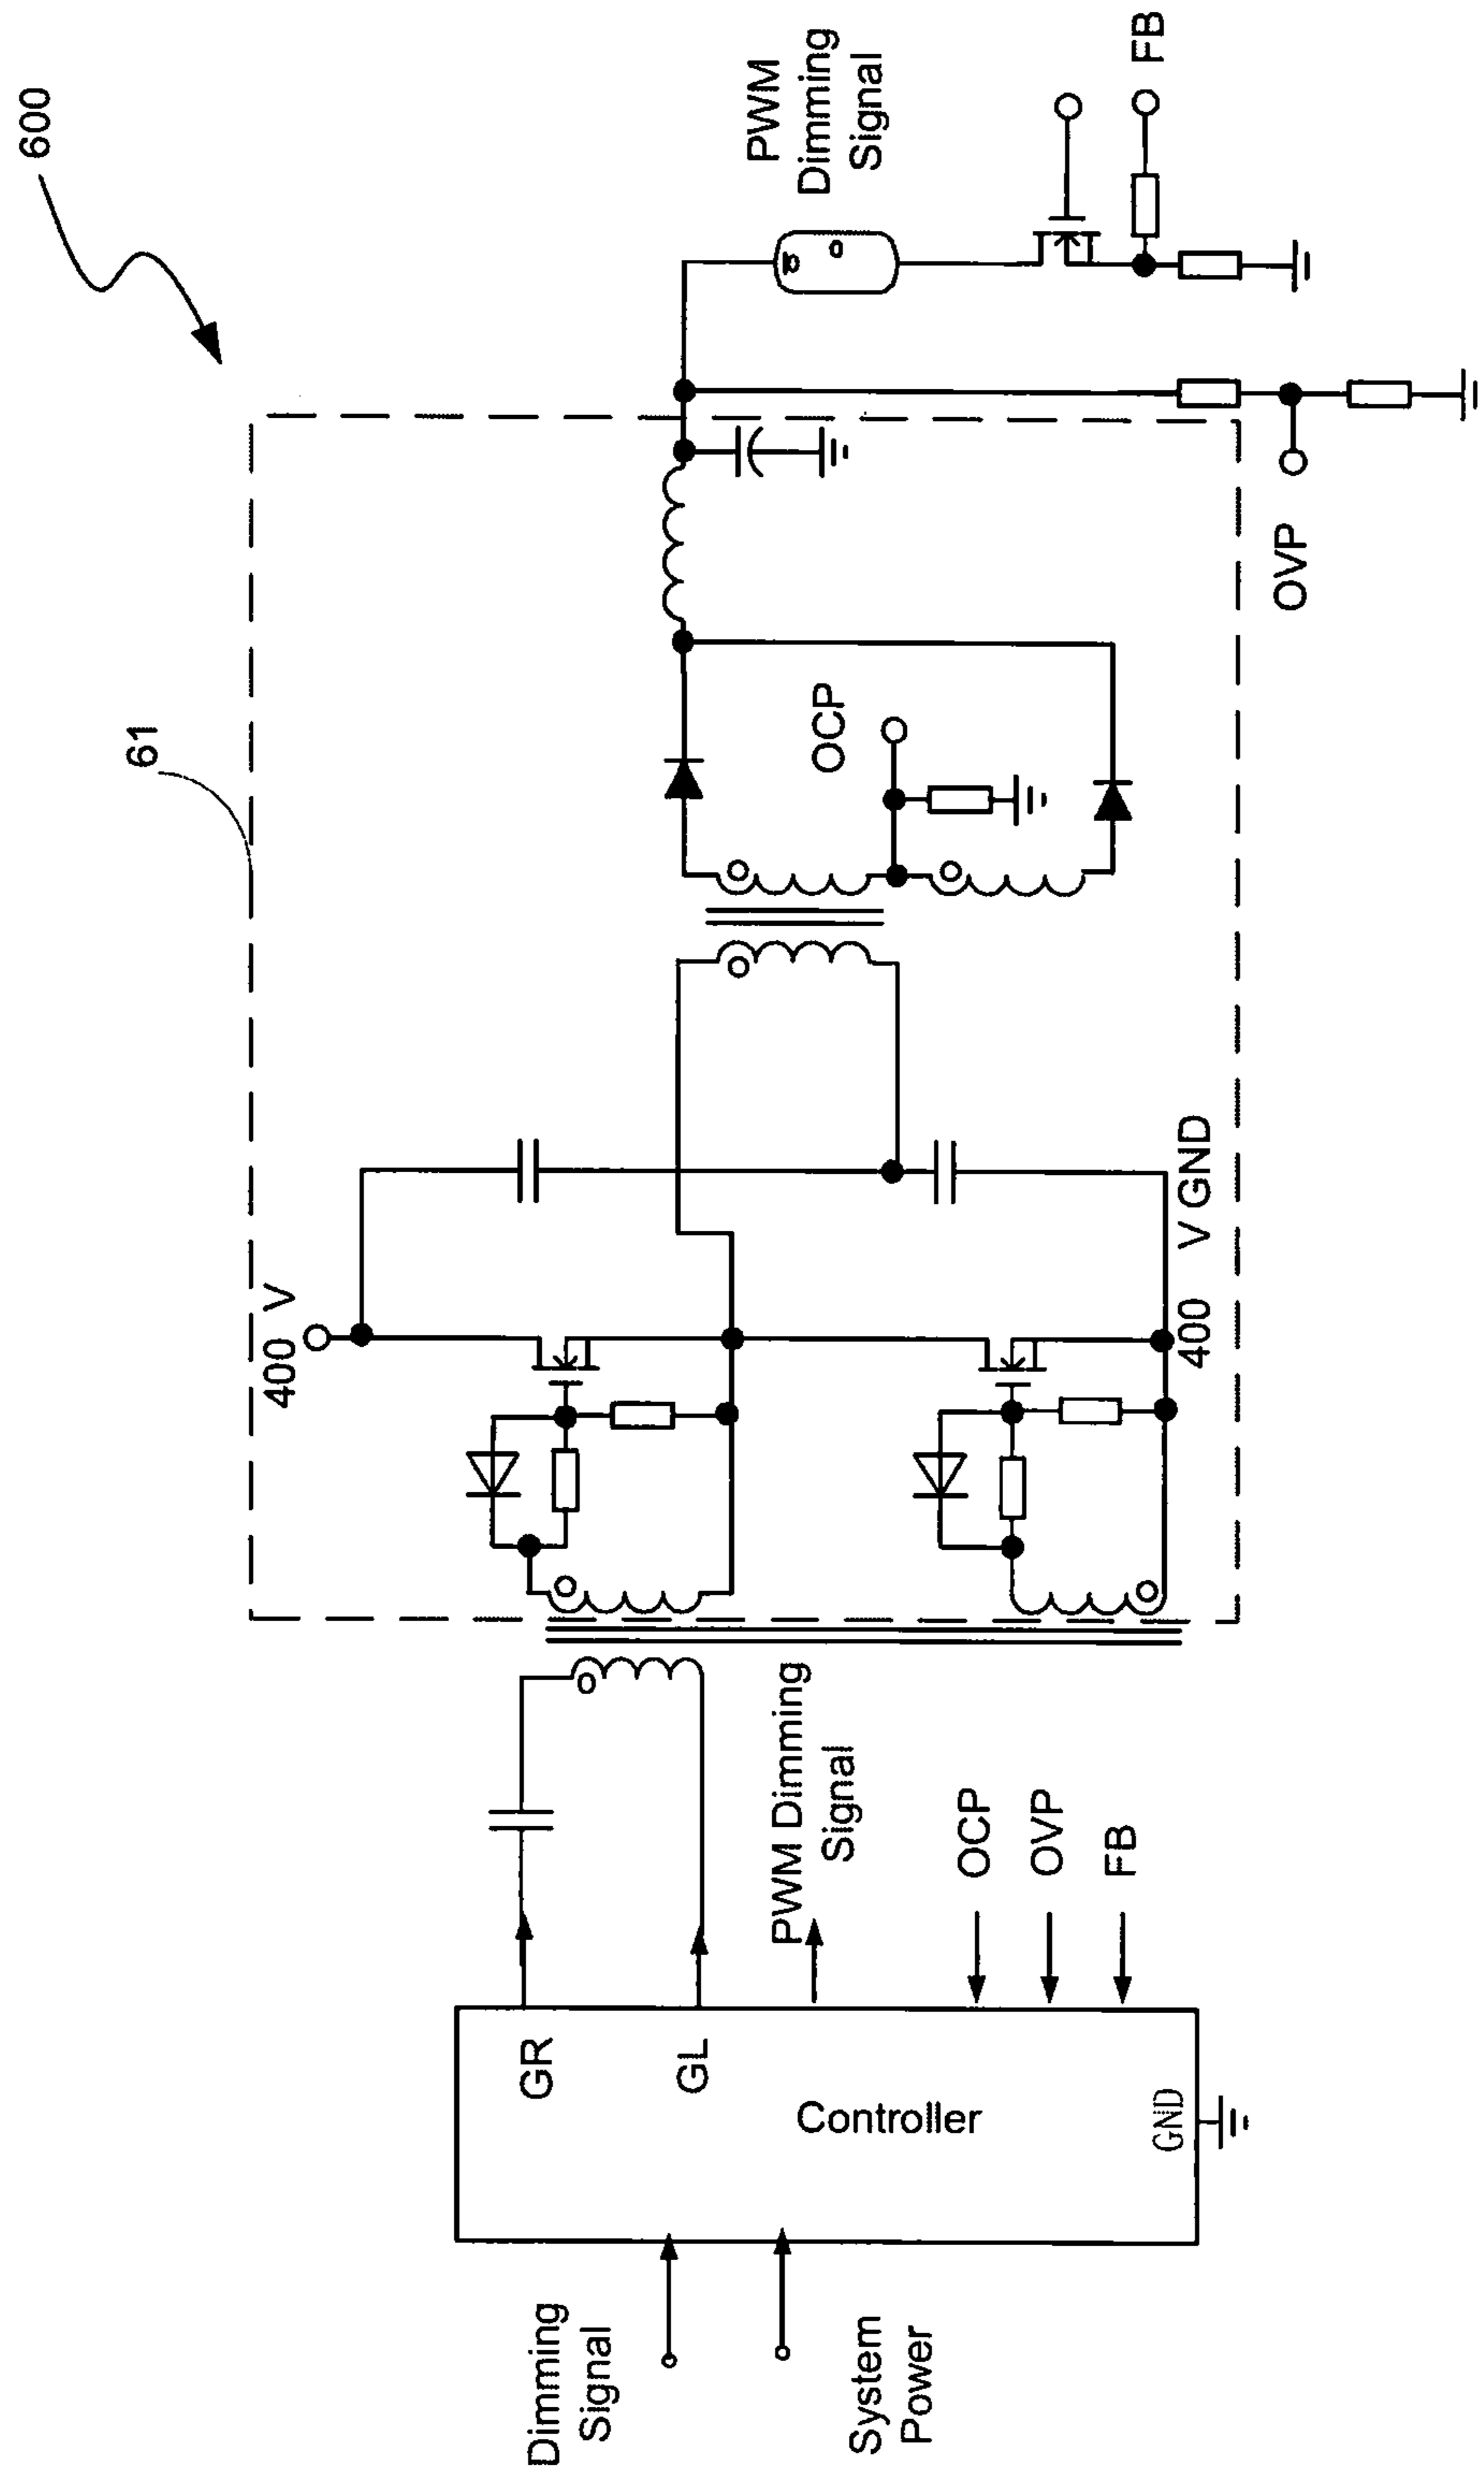 600
61
400 V
PWM
Dimming
Signal
FB
OCP
Dimming
Signal
System
Power
GR
GL
Controller
GND
PWM Dimming
Signal
OCP
OVP
FB
400 V GND
OVP